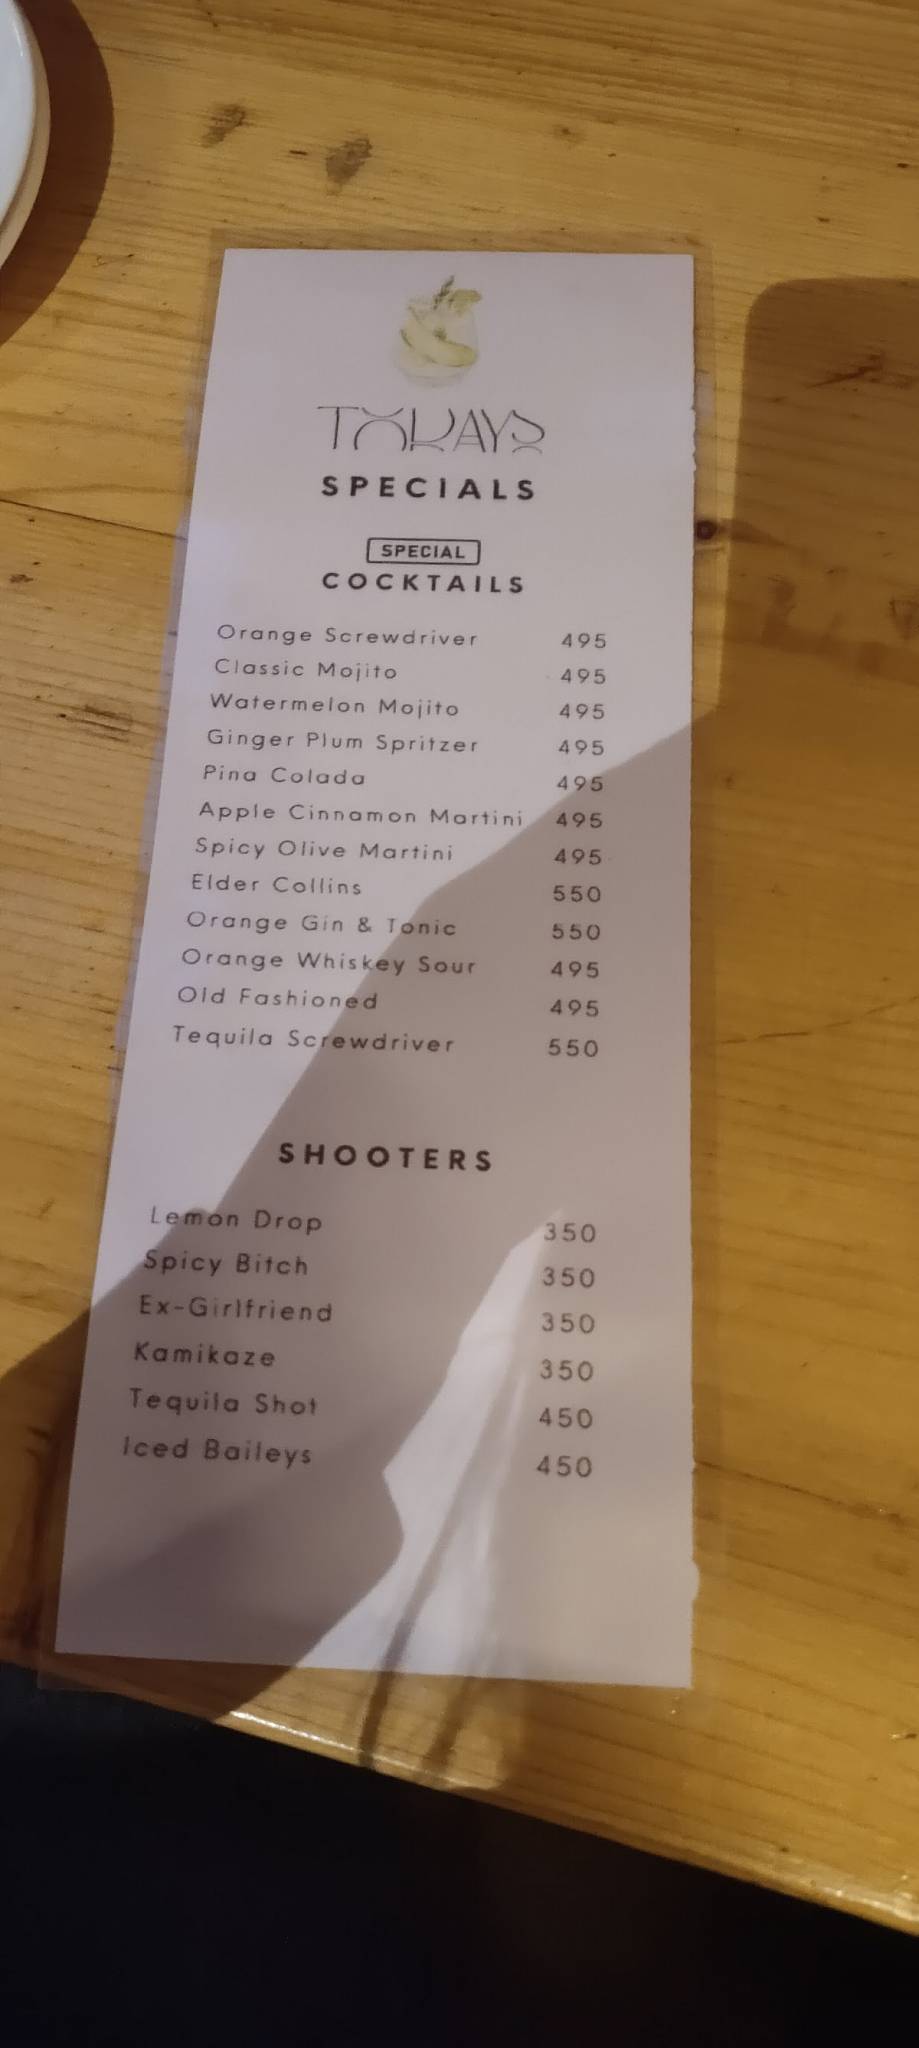 TOKAYS
SPECIALS
SPECIAL
COCKTAILS
Orange Screwdriver 495
Classic Mojito 495
Watermelon Mojito 495
Ginger Plum Spritzer 495
Pina Colada 495
Apple Cinnamon Martini 495
Spicy Olive Martini 495
Elder Collins 550
Orange Gin & Tonic 550
Orange Whiskey Sour 495
Old Fashioned 495
Tequila Screwdriver 550
SHOOTERS
Lemon Drop 350
Spicy Bitch 350
Ex-Girlfriend 350
Kamikaze 350
Tequila Shot 450
Iced Baileys 450